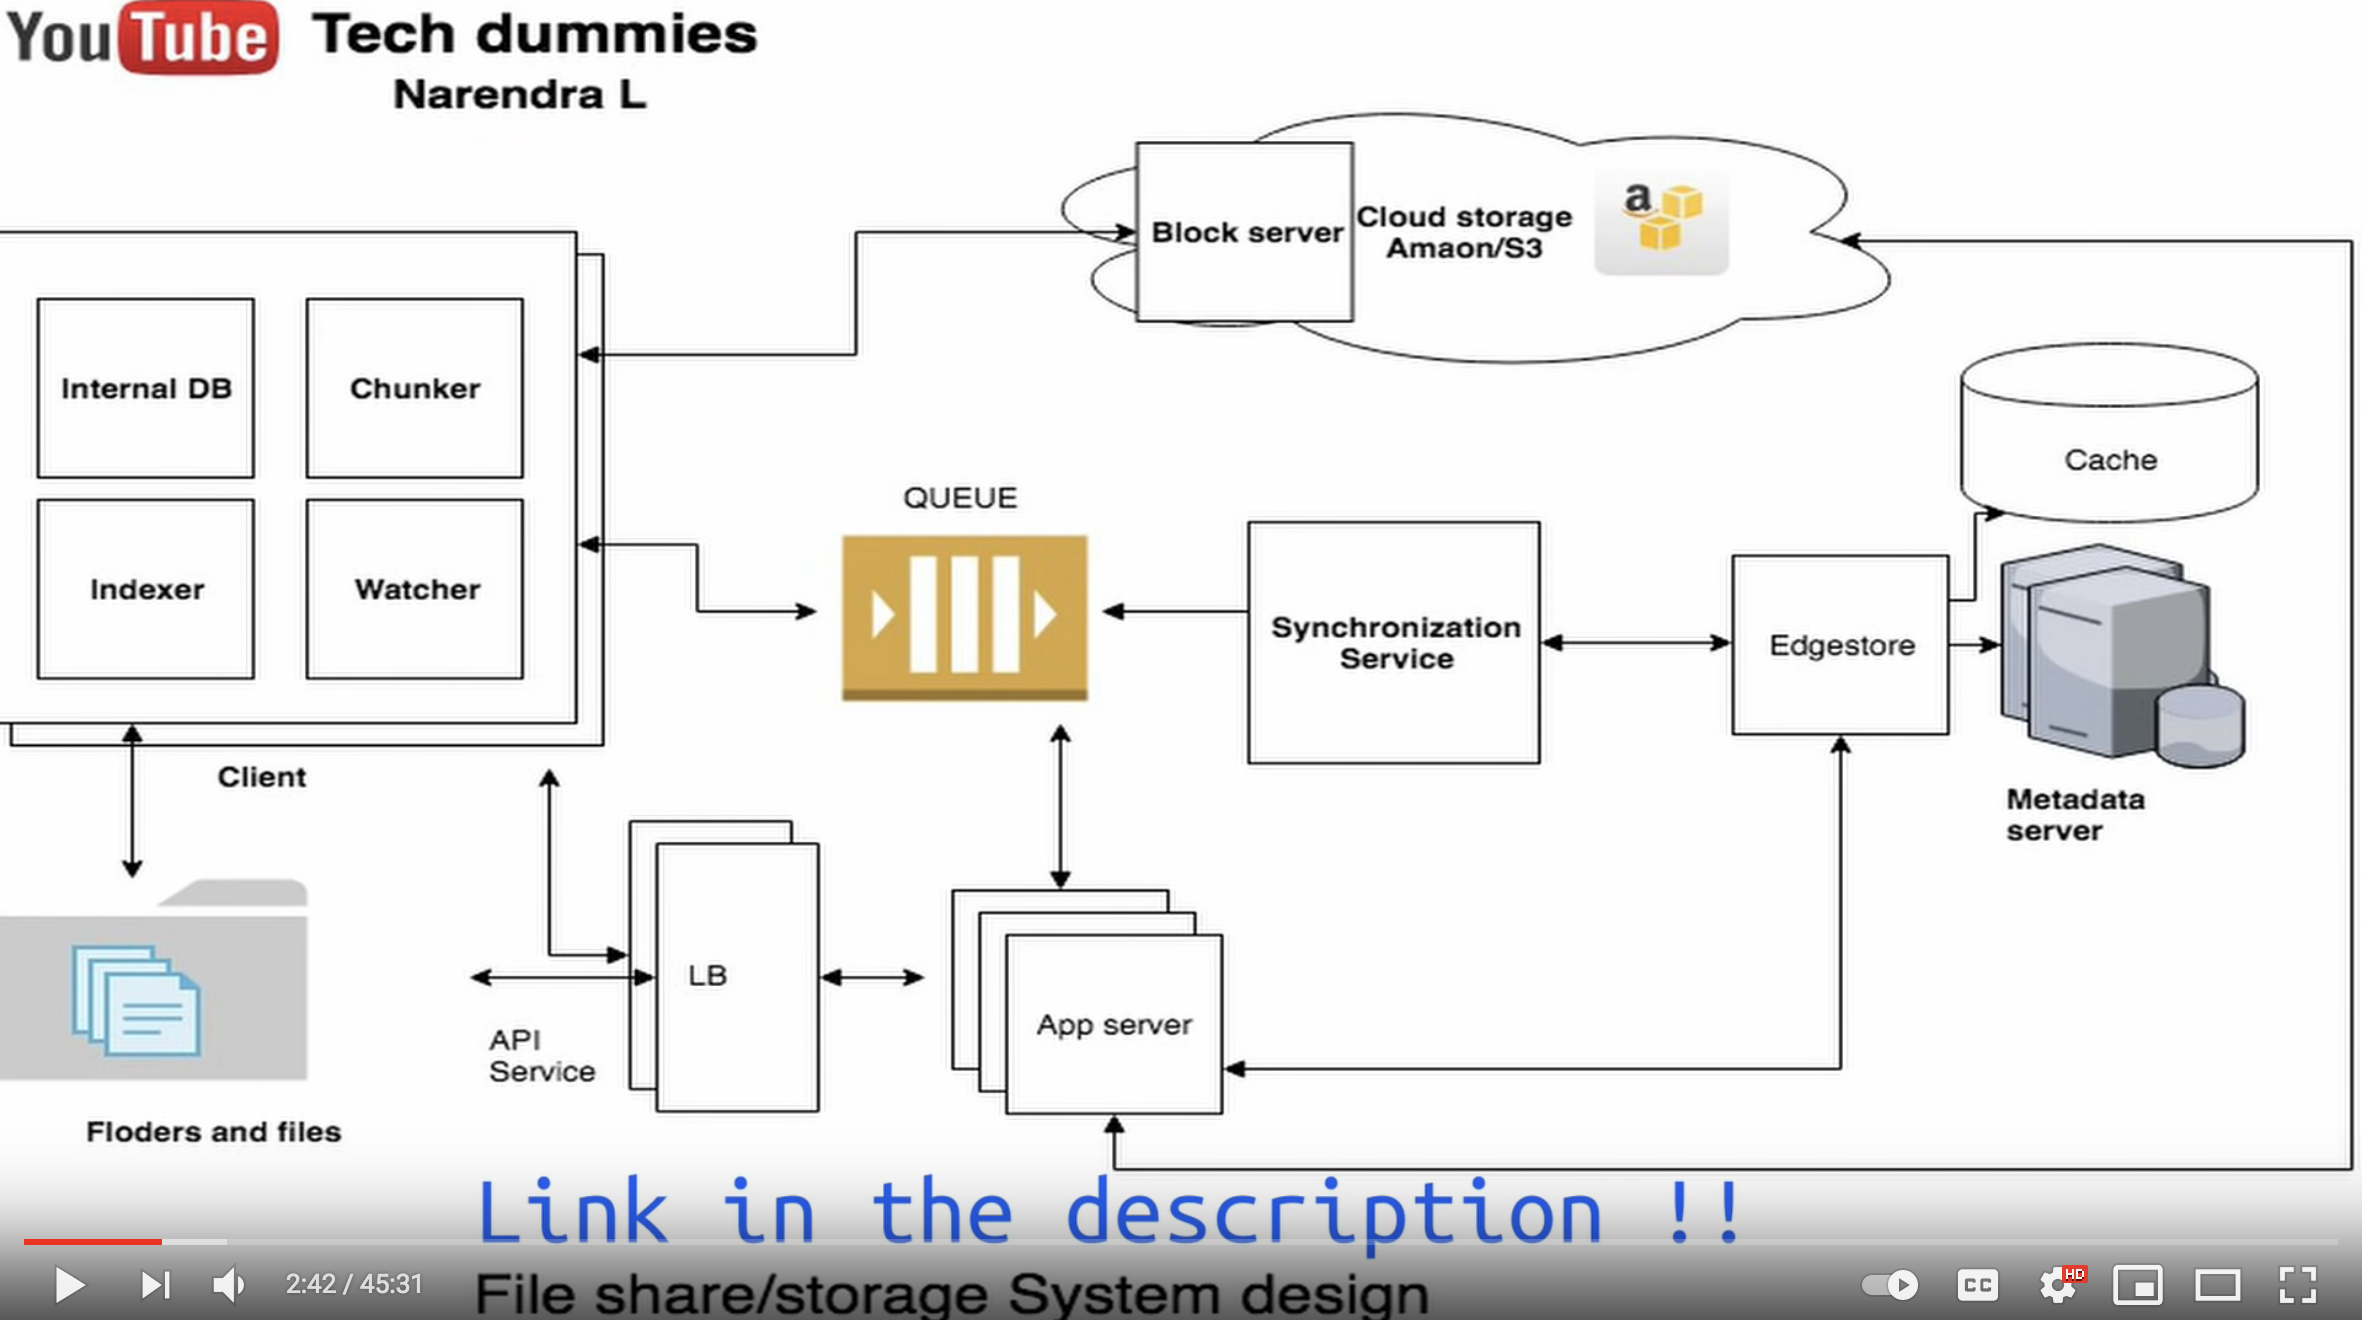 YouTube
Tech dummies
Narendra L
Block server
Cloud storage
Amaon/S3
a
Internal DB
Chunker
Cache
QUEUE
Indexer
Watcher
Synchronization
Service
Edgestore
Client
Metadata
server
LB
App server
API
Service
Floders and files
Link in the description !!
2:42 / 45:31
File share/storage System design
CC
HD